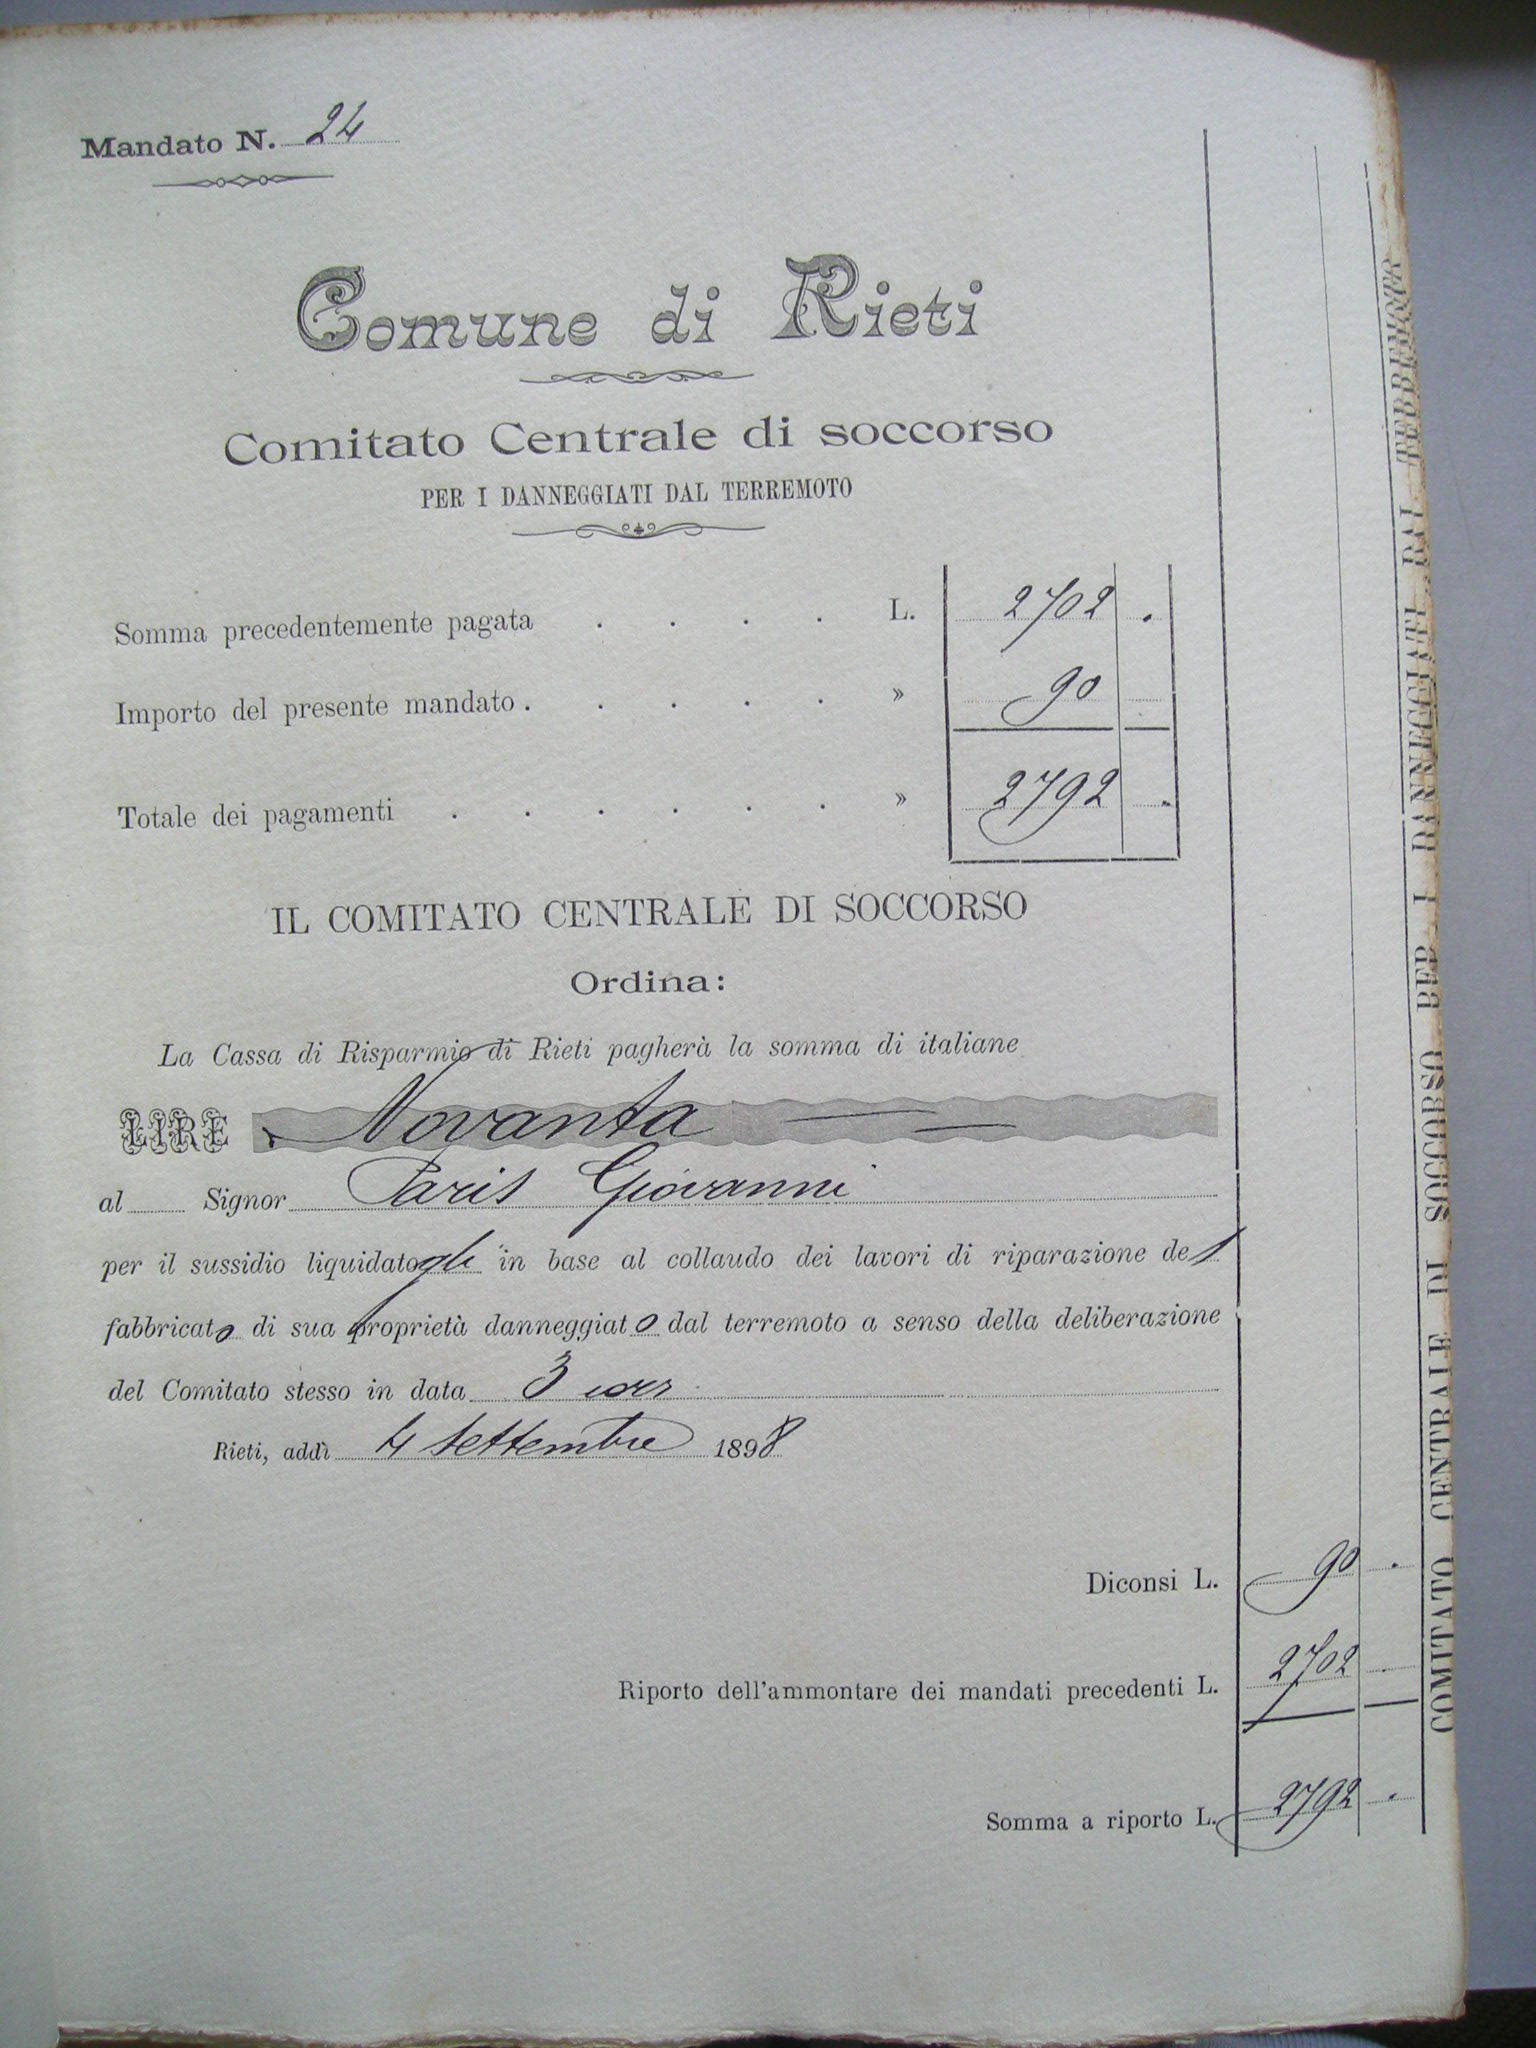 Mandato N. 24
Comune di Rieti
Comitato Centrale di soccorso
PER I DANNEGGIATI DAL TERREMOTO
Somma precedentemente pagata . . . . L. 2702 .
Importo del presente mandato . . . . . » 90
Totale dei pagamenti . . . . . . » 2792 .
IL COMITATO CENTRALE DI SOCCORSO
Ordina:
La Cassa di Risparmio di Rieti pagherà la somma di italiane
LIRE Novanta
al Signor Paris Giovanni
per il sussidio liquidatogli in base al collaudo dei lavori di riparazione del
fabbricato di sua proprietà danneggiato dal terremoto a senso della deliberazione
del Comitato stesso in data 3
Rieti, addì 4 settembre 1898
Diconsi L. 90 .
Riporto dell'ammontare dei mandati precedenti L. 2702
Somma a riporto L. 2792 .
COMITATO CENTRALE DI SOCCORSO PER I DANNEGGIATI DAL TERREMOTO